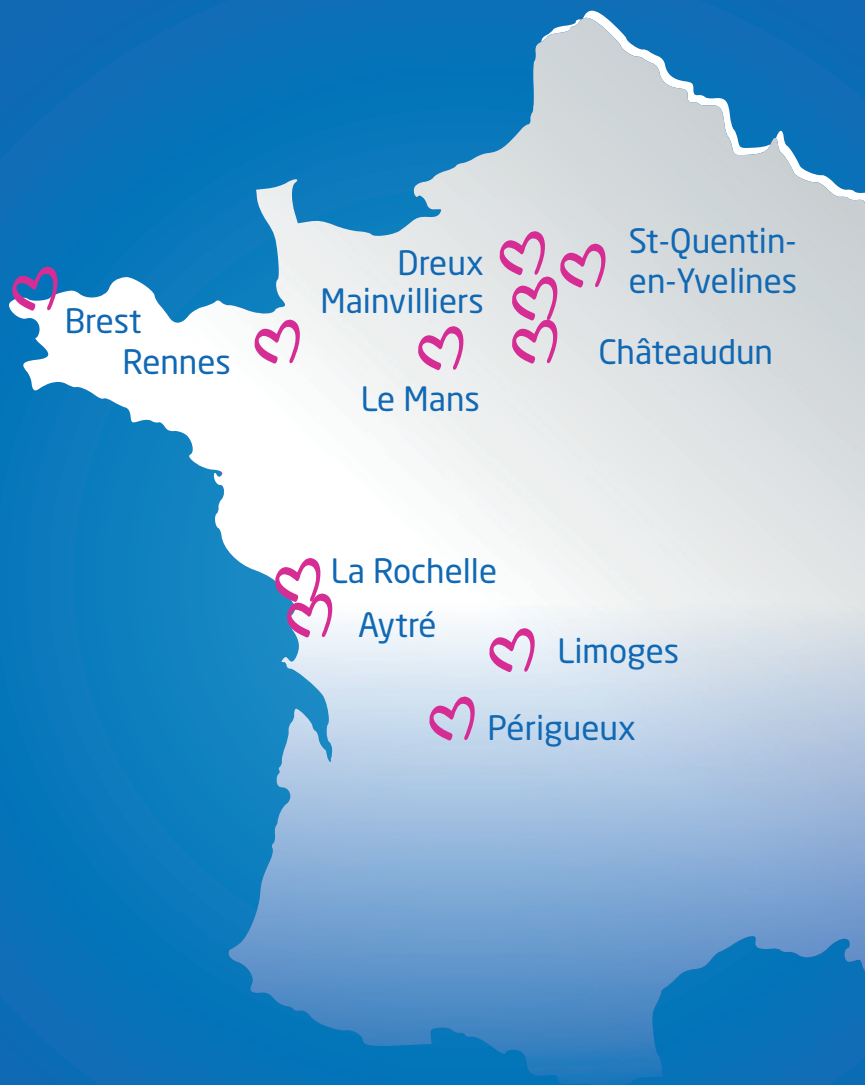 St-Quentin-
en-Yvelines
Dreux
Mainvilliers
Brest
Rennes
Châteaudun
Le Mans
La Rochelle
Aytré
Limoges
Périgueux